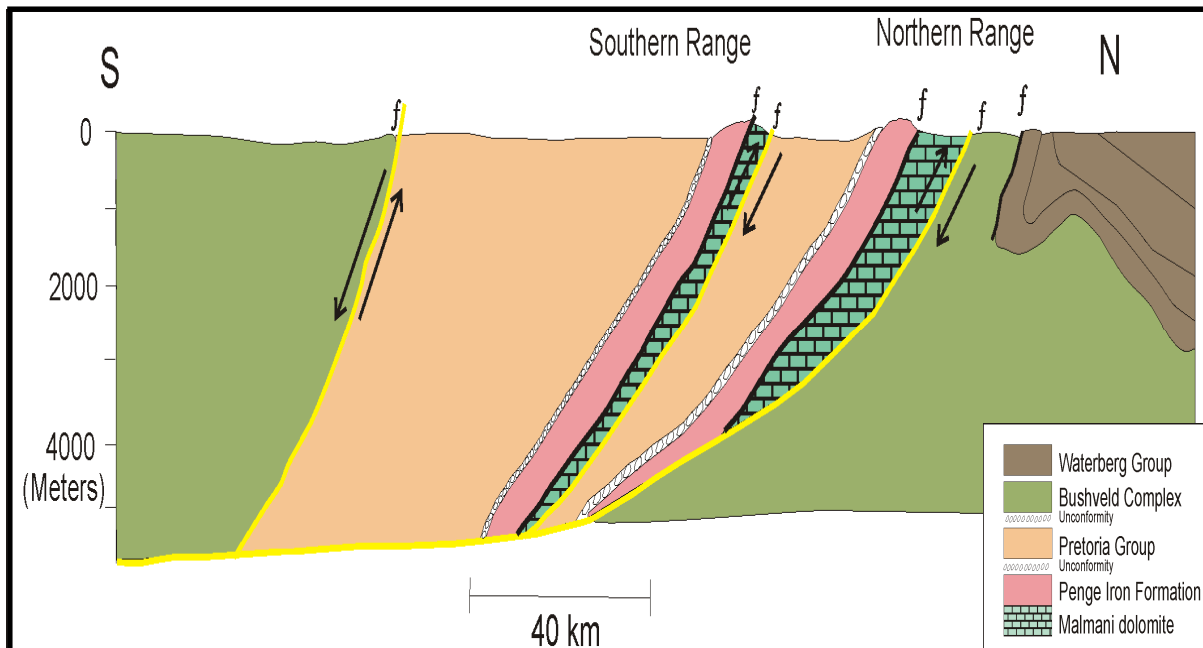 Southern Range
Northern Range
S
N
f
f
f
f
f
f
0
2000
4000
(Meters)
40 km
Waterberg Group
Bushveld Complex
Unconformity
Pretoria Group
Unconformity
Penge Iron Formation
Malmani dolomite